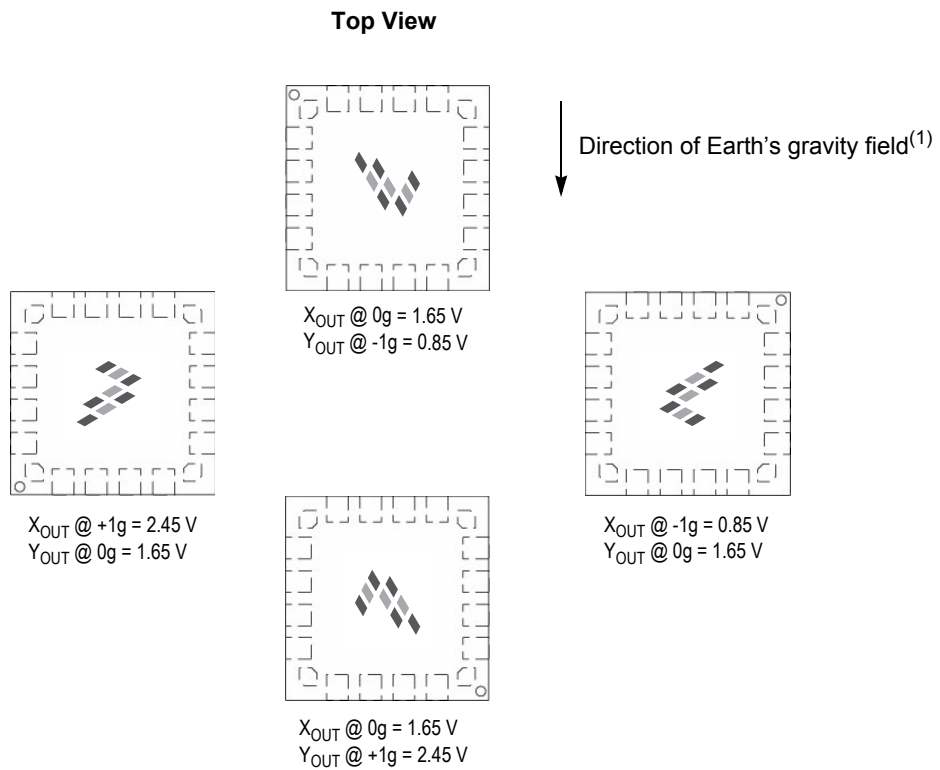 Top View
Direction of Earth's gravity field(1)
XOUT @ 0g = 1.65 V
YOUT @ -1g = 0.85 V
XOUT @ +1g = 2.45 V
YOUT @ 0g = 1.65 V
XOUT @ -1g = 0.85 V
YOUT @ 0g = 1.65 V
XOUT @ 0g = 1.65 V
YOUT @ +1g = 2.45 V